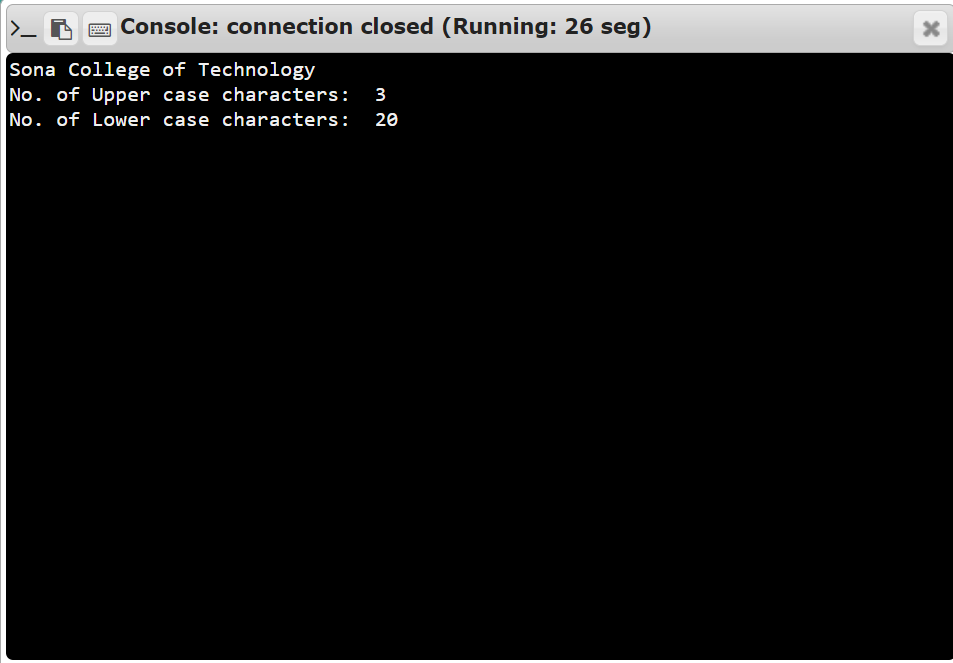 >_ Console: connection closed (Running: 26 seg)
Sona College of Technology
No. of Upper case characters:  3
No. of Lower case characters:  20